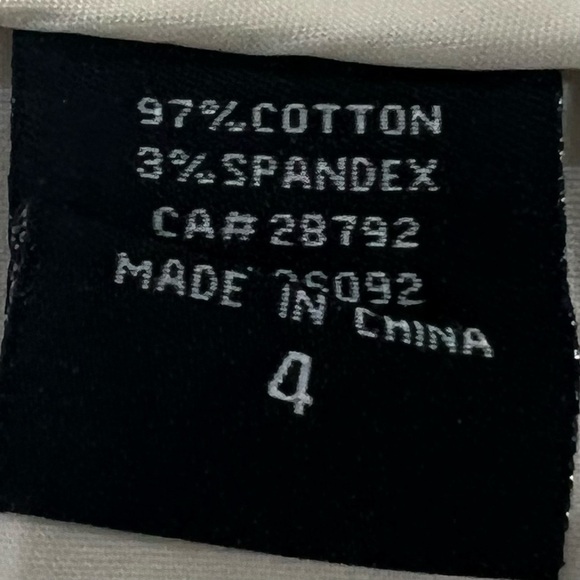 97%COTTON
3%SPANDEX
CA#28792
MADE IN CHINA
4